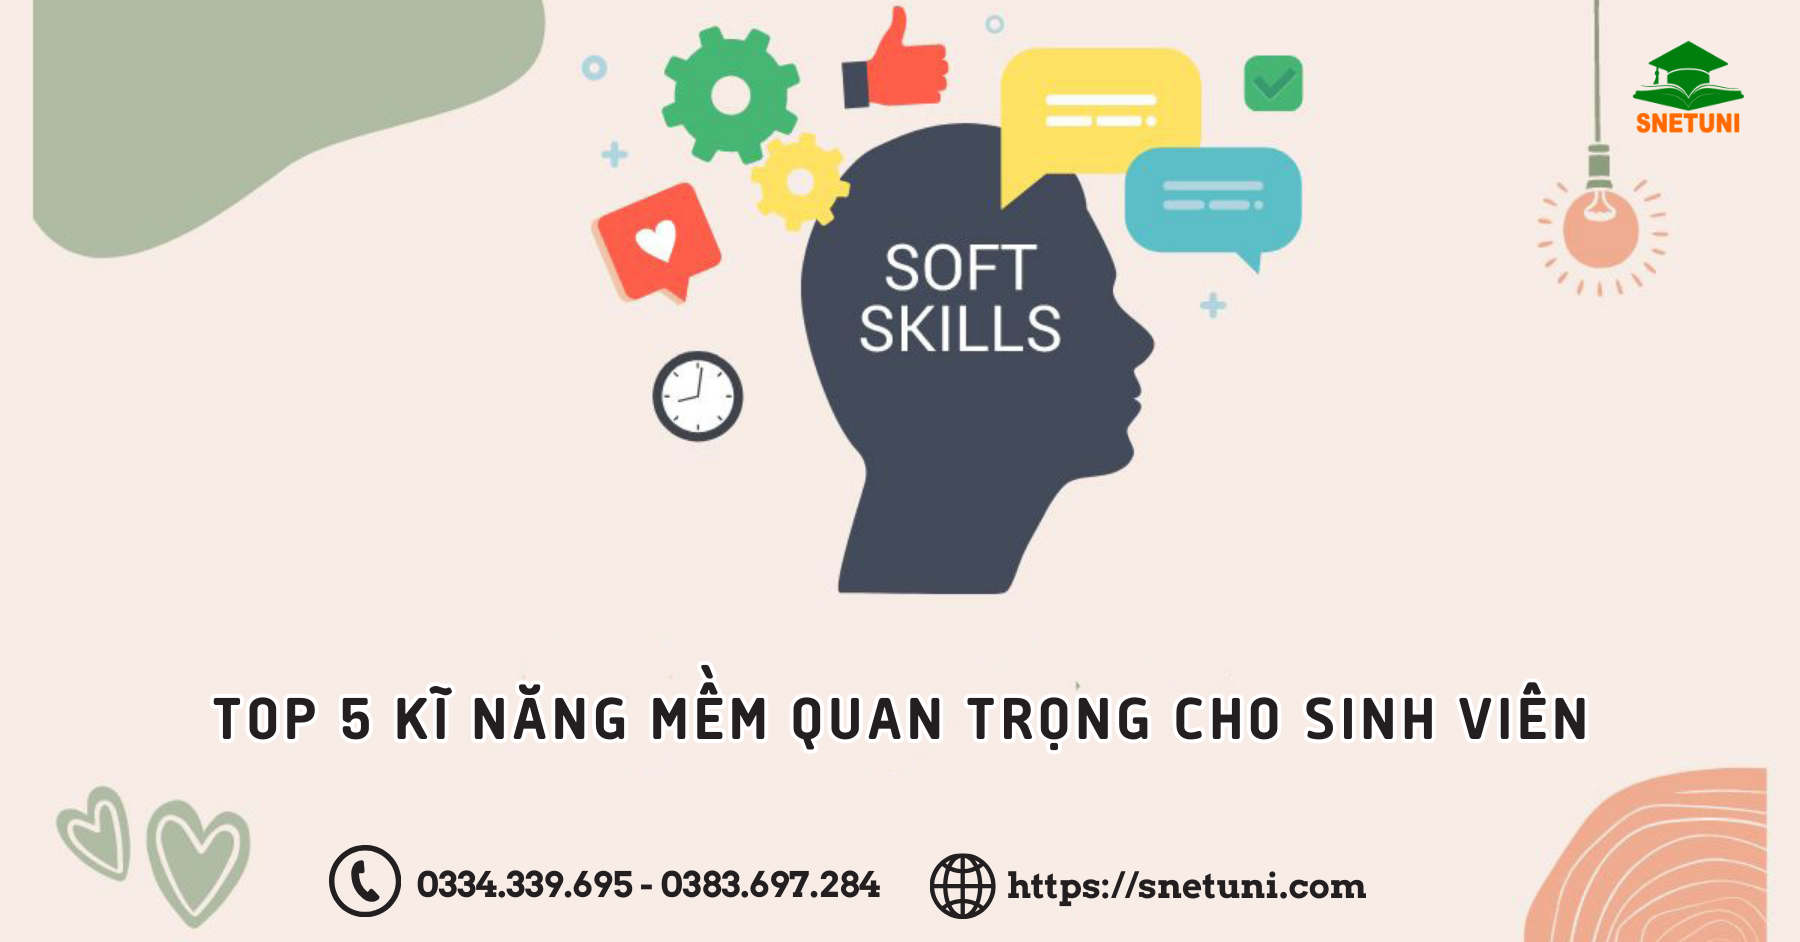 SNETUNI
SOFT
SKILLS
TOP 5 KĨ NĂNG MỀM QUAN TRỌNG CHO SINH VIÊN
0334.339.695 - 0383.697.284
https://snetuni.com